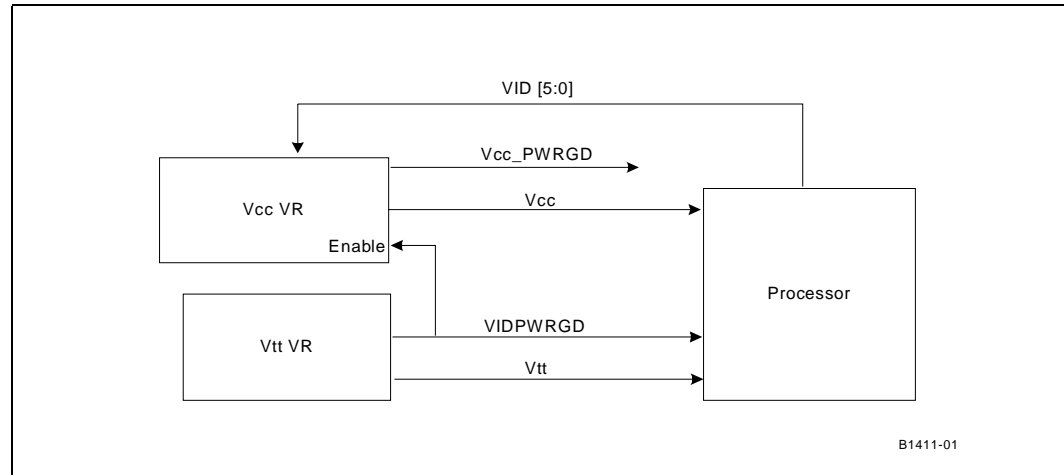 VID [5:0]
Vcc_PWRGD
Vcc
Vcc VR
Enable
Processor
VIDPWRGD
Vtt VR
Vtt
B1411-01